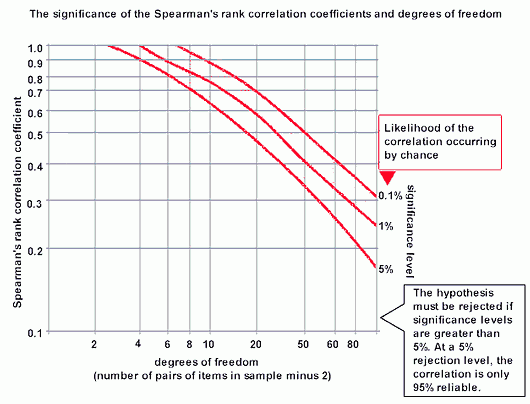 The significance of the Spearman's rank correlation coefficients and degrees of freedom
Spearman's rank correlation coefficient
1.0
0.9
0.8
0.7
0.6
0.5
0.4
0.3
0.2
0.1
2
4
6
8
10
20
40
60
80
degrees of freedom
(number of pairs of items in sample minus 2)
Likelihood of the
correlation occurring
by chance
0.1%
1%
5%
significance level
The hypothesis
must be rejected if
significance levels
are greater than
5%. At a 5%
rejection level, the
correlation is only
95% reliable.